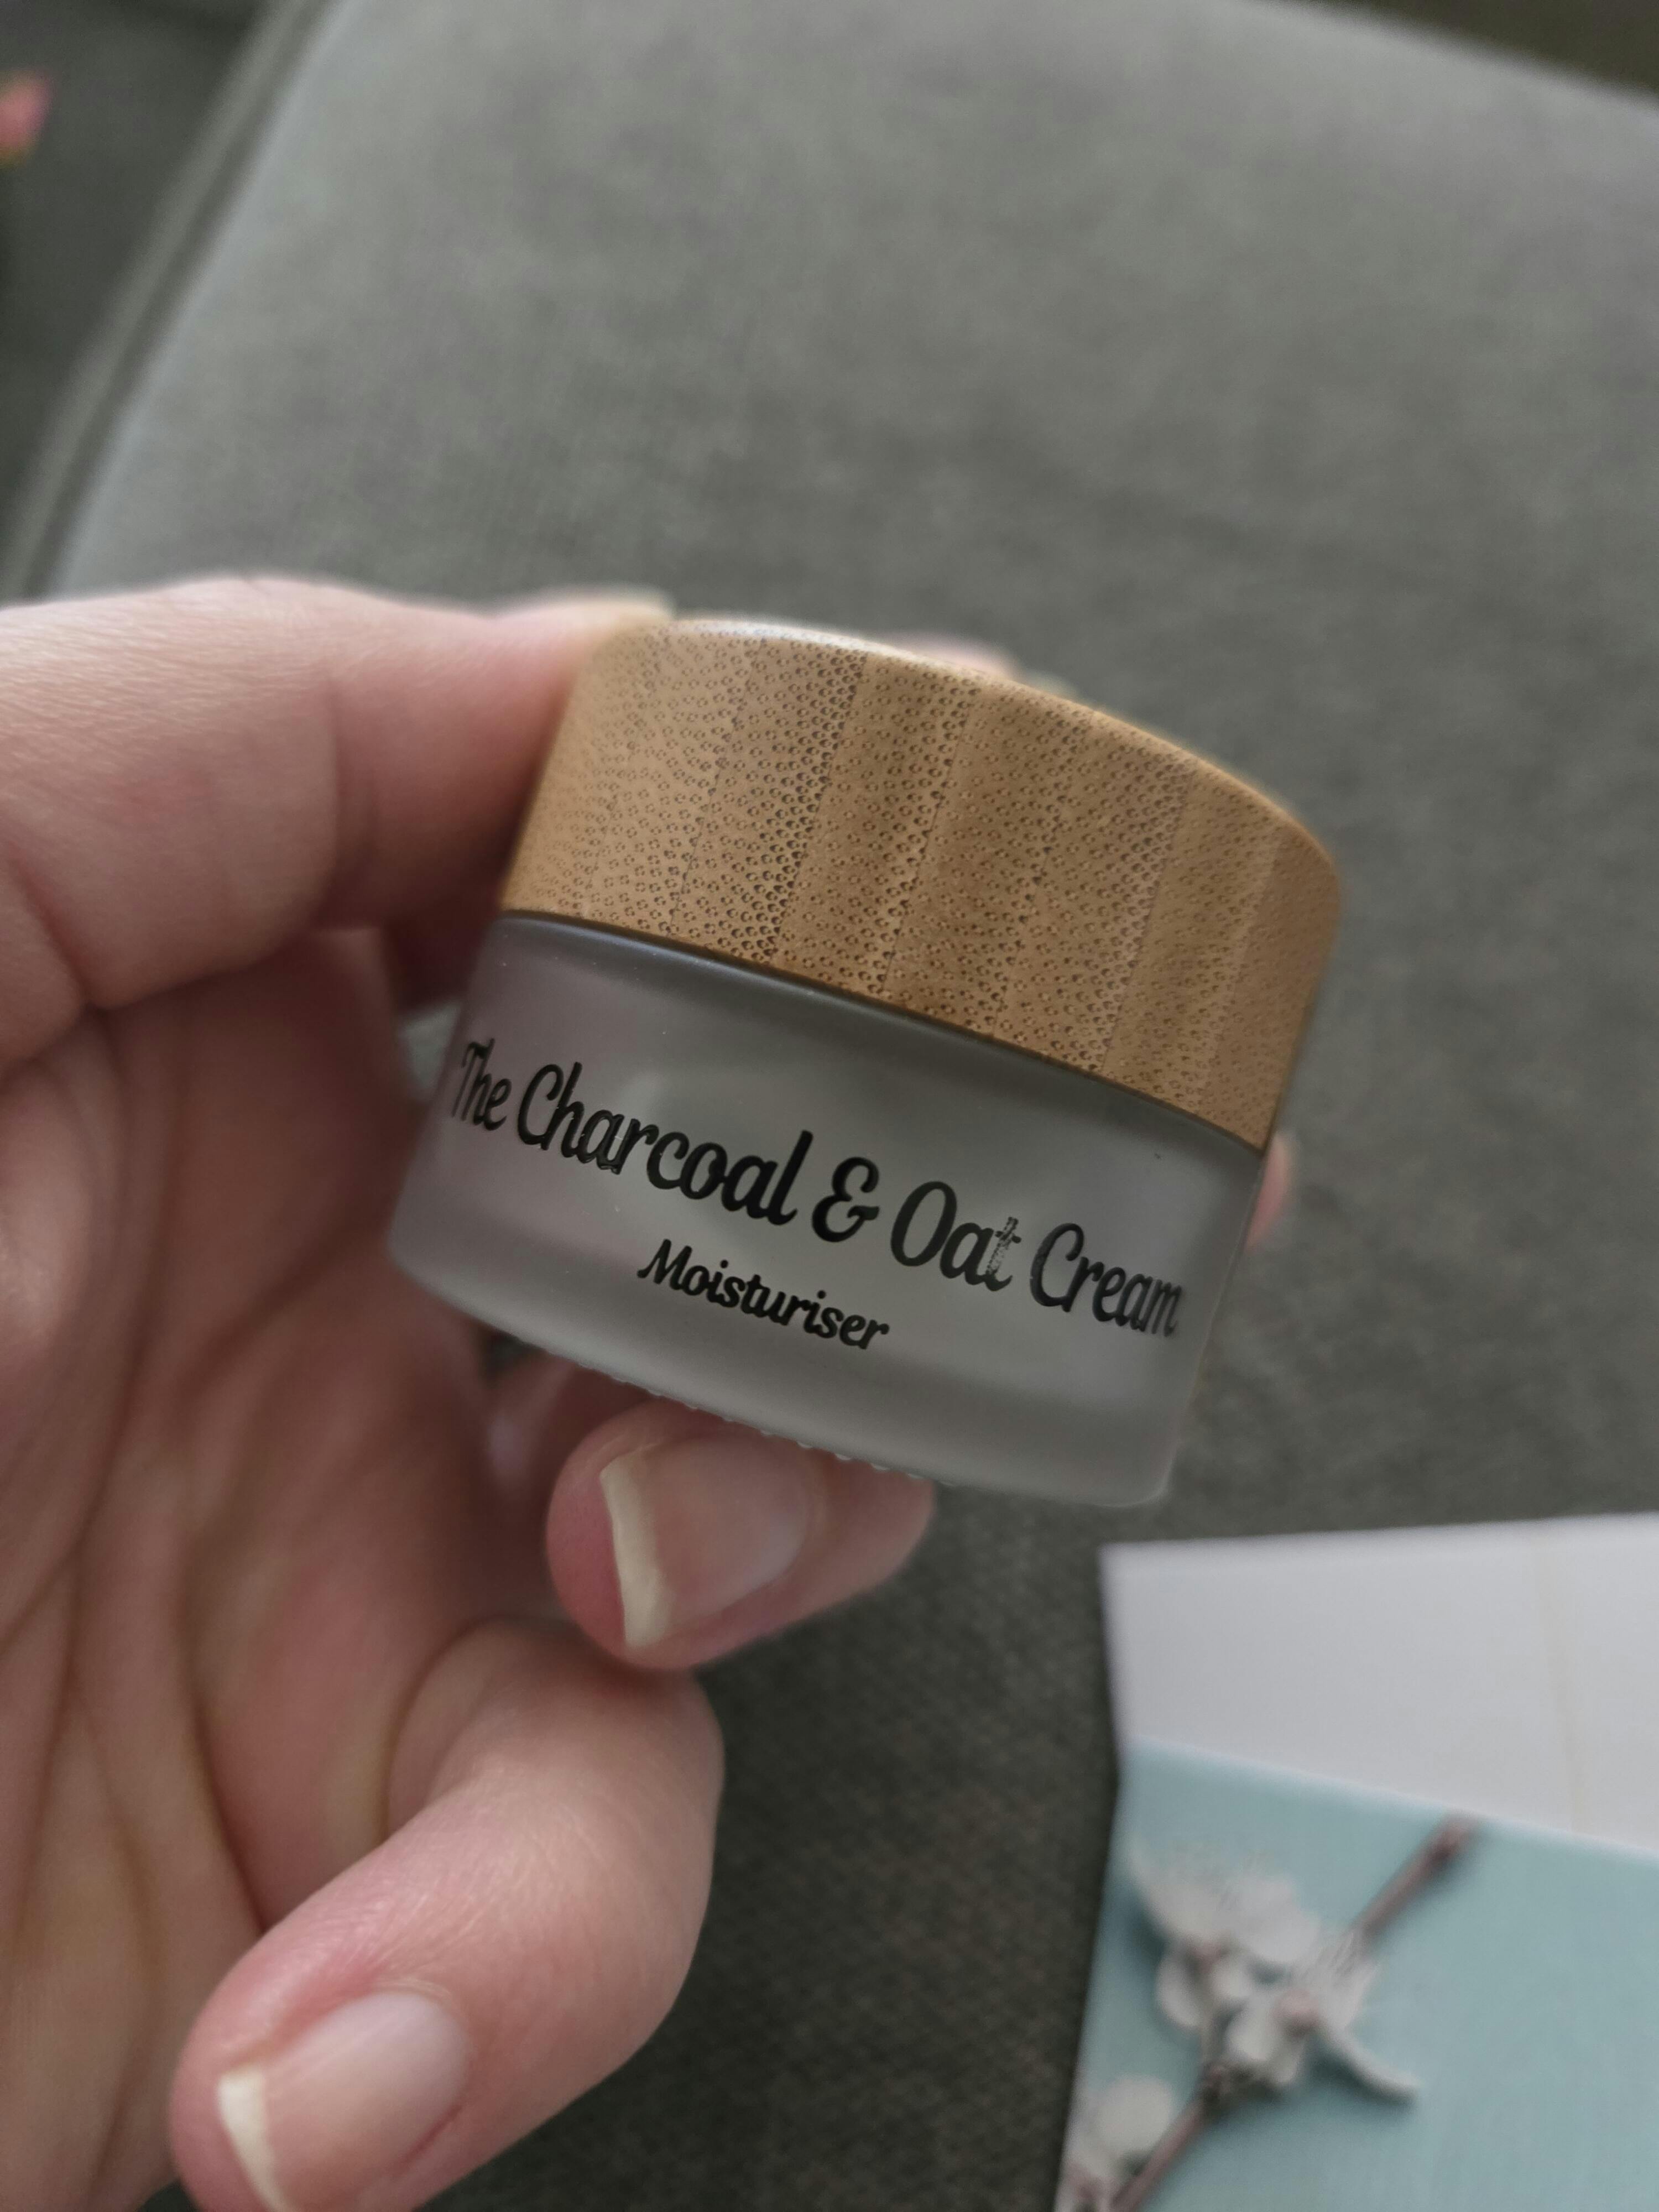 The Charcoal & Oat Cream
Moisturiser